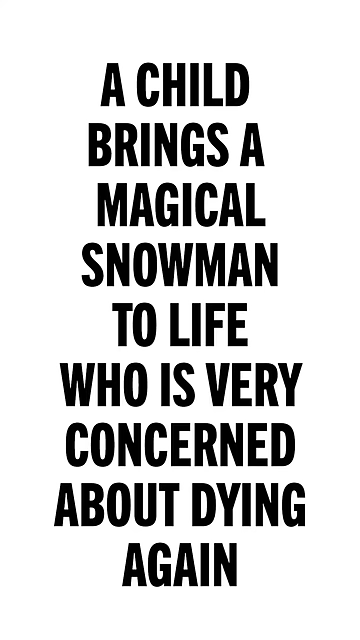 A CHILD
BRINGS A
MAGICAL
SNOWMAN
TO LIFE
WHO IS VERY
CONCERNED
ABOUT DYING
AGAIN